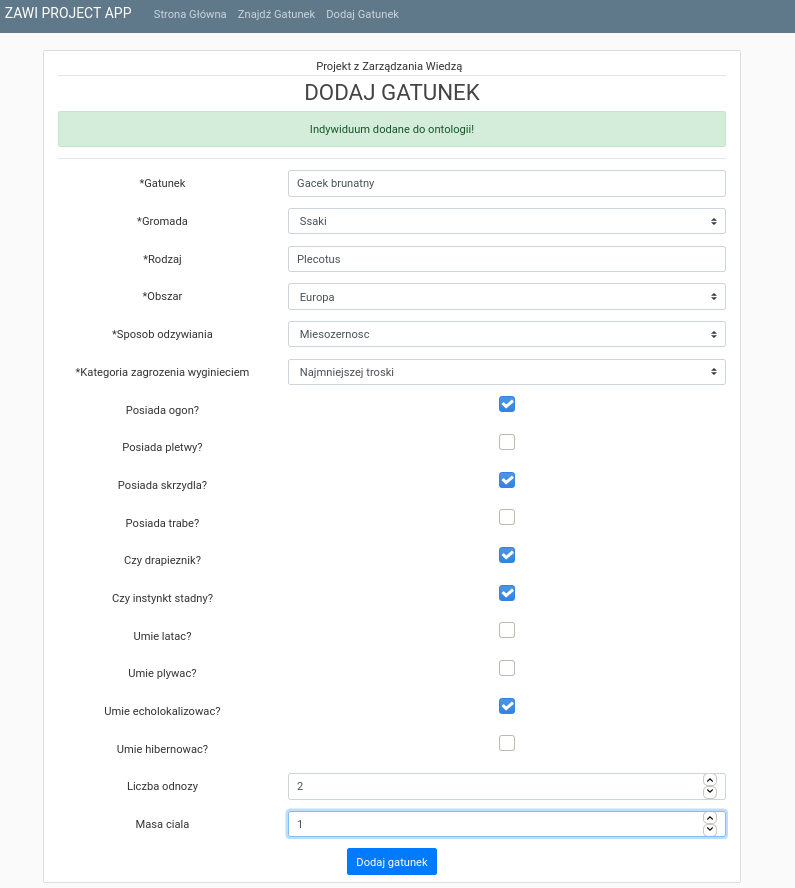 ZAWI PROJECT APP Strona Główna Znajdź Gatunek Dodaj Gatunek
Projekt z Zarządzania Wiedzą
DODAJ GATUNEK
Indywiduum dodane do ontologii!
*Gatunek Gacek brunatny
*Gromada Ssaki
*Rodzaj Plecotus
*Obszar Europa
*Sposob odzywiania Miesozernosc
*Kategoria zagrozenia wyginieciem Najmniejszej troski
Posiada ogon?
Posiada pletwy?
Posiada skrzydla?
Posiada trabe?
Czy drapieznik?
Czy instynkt stadny?
Umie latac?
Umie plywac?
Umie echolokalizowac?
Umie hibernowac?
Liczba odnozy 2
Masa ciala 1
Dodaj gatunek